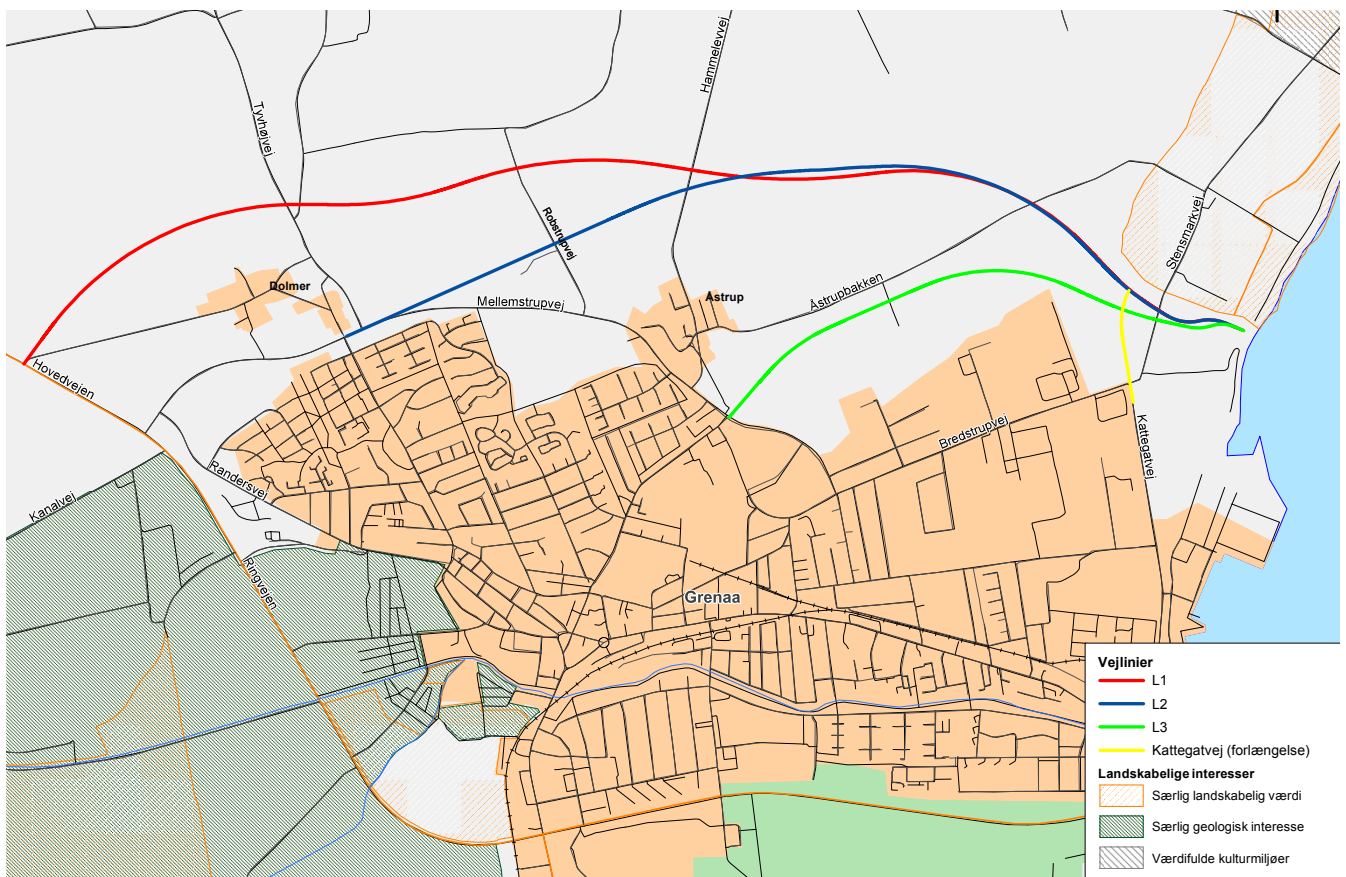 Hammelevvej
Tyvhøjvej
Robstrupvej
Stensmarkvej
Dolmer
Mellemstrupvej
Åstrup
Åstrupbakken
Hovedvejen
Bredstrupvej
Kattegatvej
Randersvej
Kanalvej
Ringvejen
Grenaa
Vejlinier
L1
L2
L3
Kattegatvej (forlængelse)
Landskabelige interesser
Særlig landskabelig værdi
Særlig geologisk interesse
Værdifulde kulturmiljøer